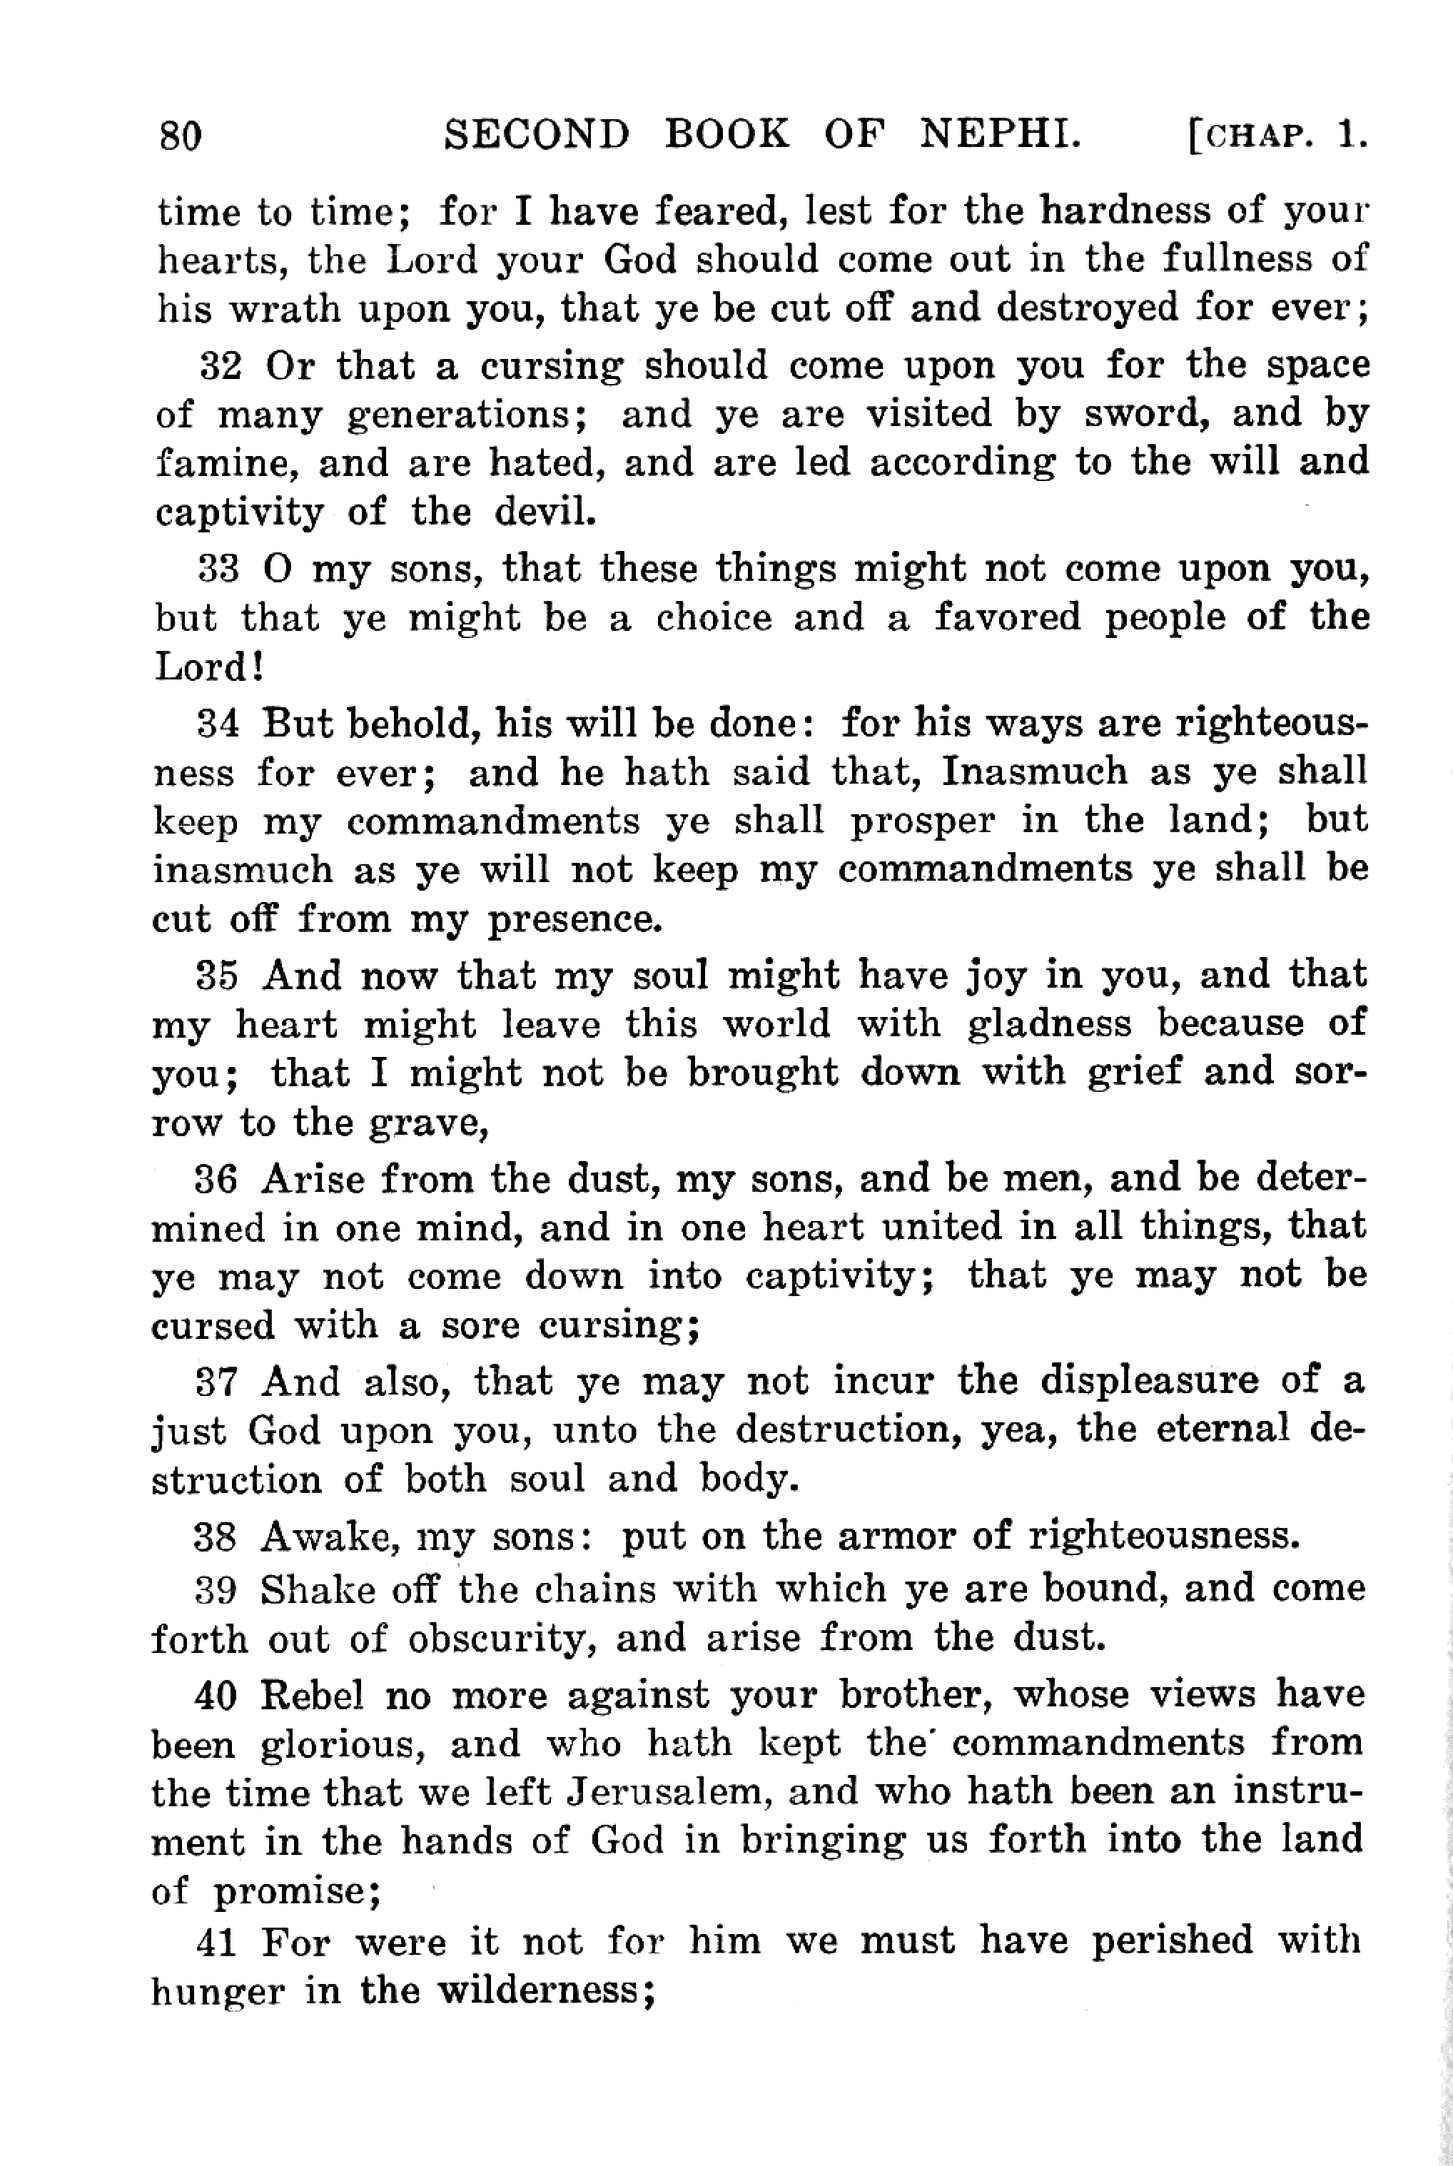 80 SECOND BOOK OF NEPHI. [CHAP. 1.
time to time; for I have feared, lest for the hardness of your
hearts, the Lord your God should come out in the fullness of
his wrath upon you, that ye be cut off and destroyed for ever;
32 Or that a cursing should come upon you for the space
of many generations; and ye are visited by sword, and by
famine, and are hated, and are led according to the will and
captivity of the devil.
33 O my sons, that these things might not come upon you,
but that ye might be a choice and a favored people of the
Lord!
34 But behold, his will be done: for his ways are righteous-
ness for ever; and he hath said that, Inasmuch as ye shall
keep my commandments ye shall prosper in the land; but
inasmuch as ye will not keep my commandments ye shall be
cut off from my presence.
35 And now that my soul might have joy in you, and that
my heart might leave this world with gladness because of
you; that I might not be brought down with grief and sor-
row to the grave,
36 Arise from the dust, my sons, and be men, and be deter-
mined in one mind, and in one heart united in all things, that
ye may not come down into captivity; that ye may not be
cursed with a sore cursing;
37 And also, that ye may not incur the displeasure of a
just God upon you, unto the destruction, yea, the eternal de-
struction of both soul and body.
38 Awake, my sons: put on the armor of righteousness.
39 Shake off the chains with which ye are bound, and come
forth out of obscurity, and arise from the dust.
40 Rebel no more against your brother, whose views have
been glorious, and who hath kept the commandments from
the time that we left Jerusalem, and who hath been an instru-
ment in the hands of God in bringing us forth into the land
of promise;
41 For were it not for him we must have perished with
hunger in the wilderness;